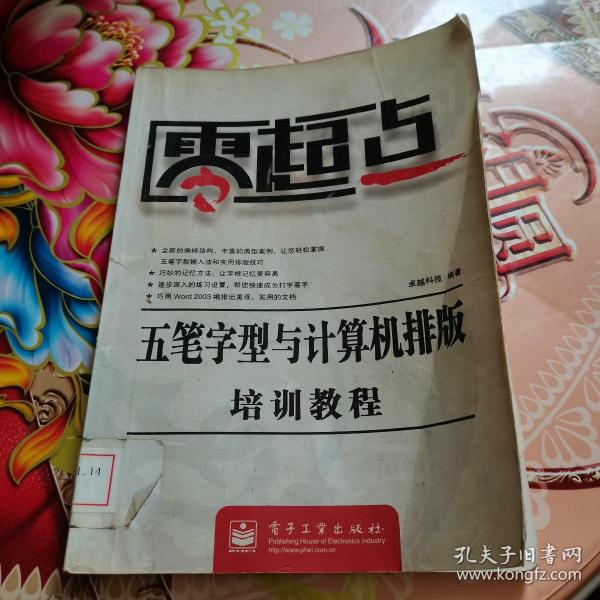 零起点
★ 全新的编排结构、丰富的典型案例，让您轻松掌握
五笔字型输入法和实用排版技巧
★ 巧妙的记忆方法，让字根记忆更容易
★ 逐步深入的练习设置，帮您快速成为打字高手
★ 巧用 Word 2003 编排出美观、实用的文档
卓越科技 编著
五笔字型与计算机排版
培训教程
1.14
電子工業出版社
Publishing House of Electronics Industry
http://www.phei.com.cn
孔夫子旧书网
www.kongfz.com